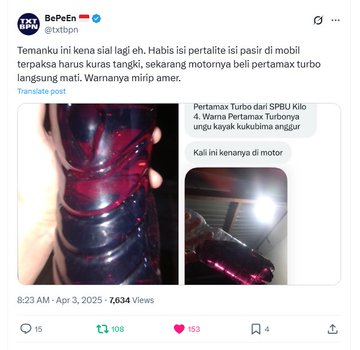 TXT
BPN
BePeEn
@txtbpn
Temanku ini kena sial lagi eh. Habis isi pertalite isi pasir di mobil
terpaksa harus kuras tangki, sekarang motornya beli pertamax turbo
langsung mati. Warnanya mirip amer.
Translate post
Pertamax Turbo dari SPBU Kilo
4. Warna Pertamax Turbonya
ungu kayak kukubima anggur
Kali ini kenanya di motor
8:23 AM · Apr 3, 2025 · 7,634 Views
15 108 153 4